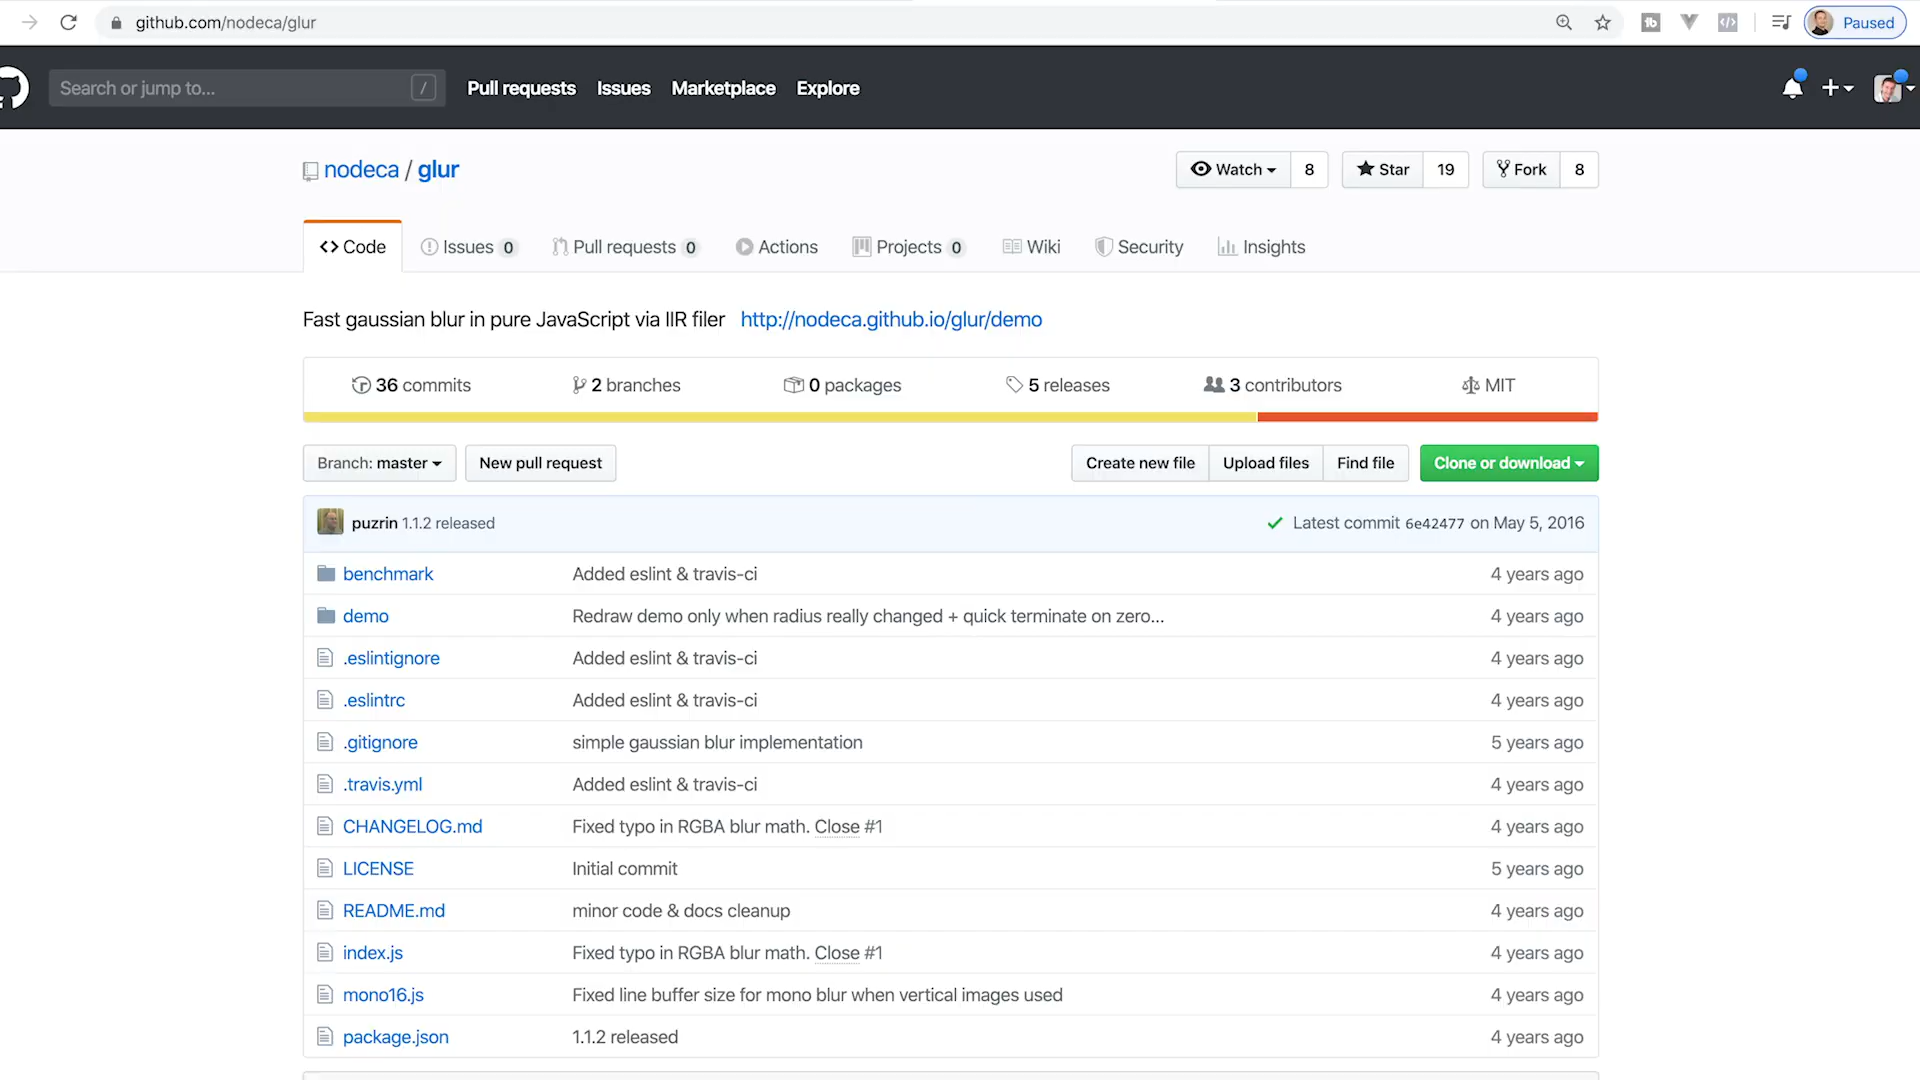 github.com/nodeca/glur
Paused
Search or jump to... /
Pull requests Issues Marketplace Explore
nodeca / glur
Watch 8 Star 19 Fork 8
Code Issues 0 Pull requests 0 Actions Projects 0 Wiki Security Insights
Fast gaussian blur in pure JavaScript via IIR filer http://nodeca.github.io/glur/demo
36 commits 2 branches 0 packages 5 releases 3 contributors MIT
Branch: master New pull request Create new file Upload files Find file Clone or download
puzrin 1.1.2 released Latest commit 6e42477 on May 5, 2016
benchmark Added eslint & travis-ci 4 years ago
demo Redraw demo only when radius really changed + quick terminate on zero... 4 years ago
.eslintignore Added eslint & travis-ci 4 years ago
.eslintrc Added eslint & travis-ci 4 years ago
.gitignore simple gaussian blur implementation 5 years ago
.travis.yml Added eslint & travis-ci 4 years ago
CHANGELOG.md Fixed typo in RGBA blur math. Close #1 4 years ago
LICENSE Initial commit 5 years ago
README.md minor code & docs cleanup 4 years ago
index.js Fixed typo in RGBA blur math. Close #1 4 years ago
mono16.js Fixed line buffer size for mono blur when vertical images used 4 years ago
package.json 1.1.2 released 4 years ago